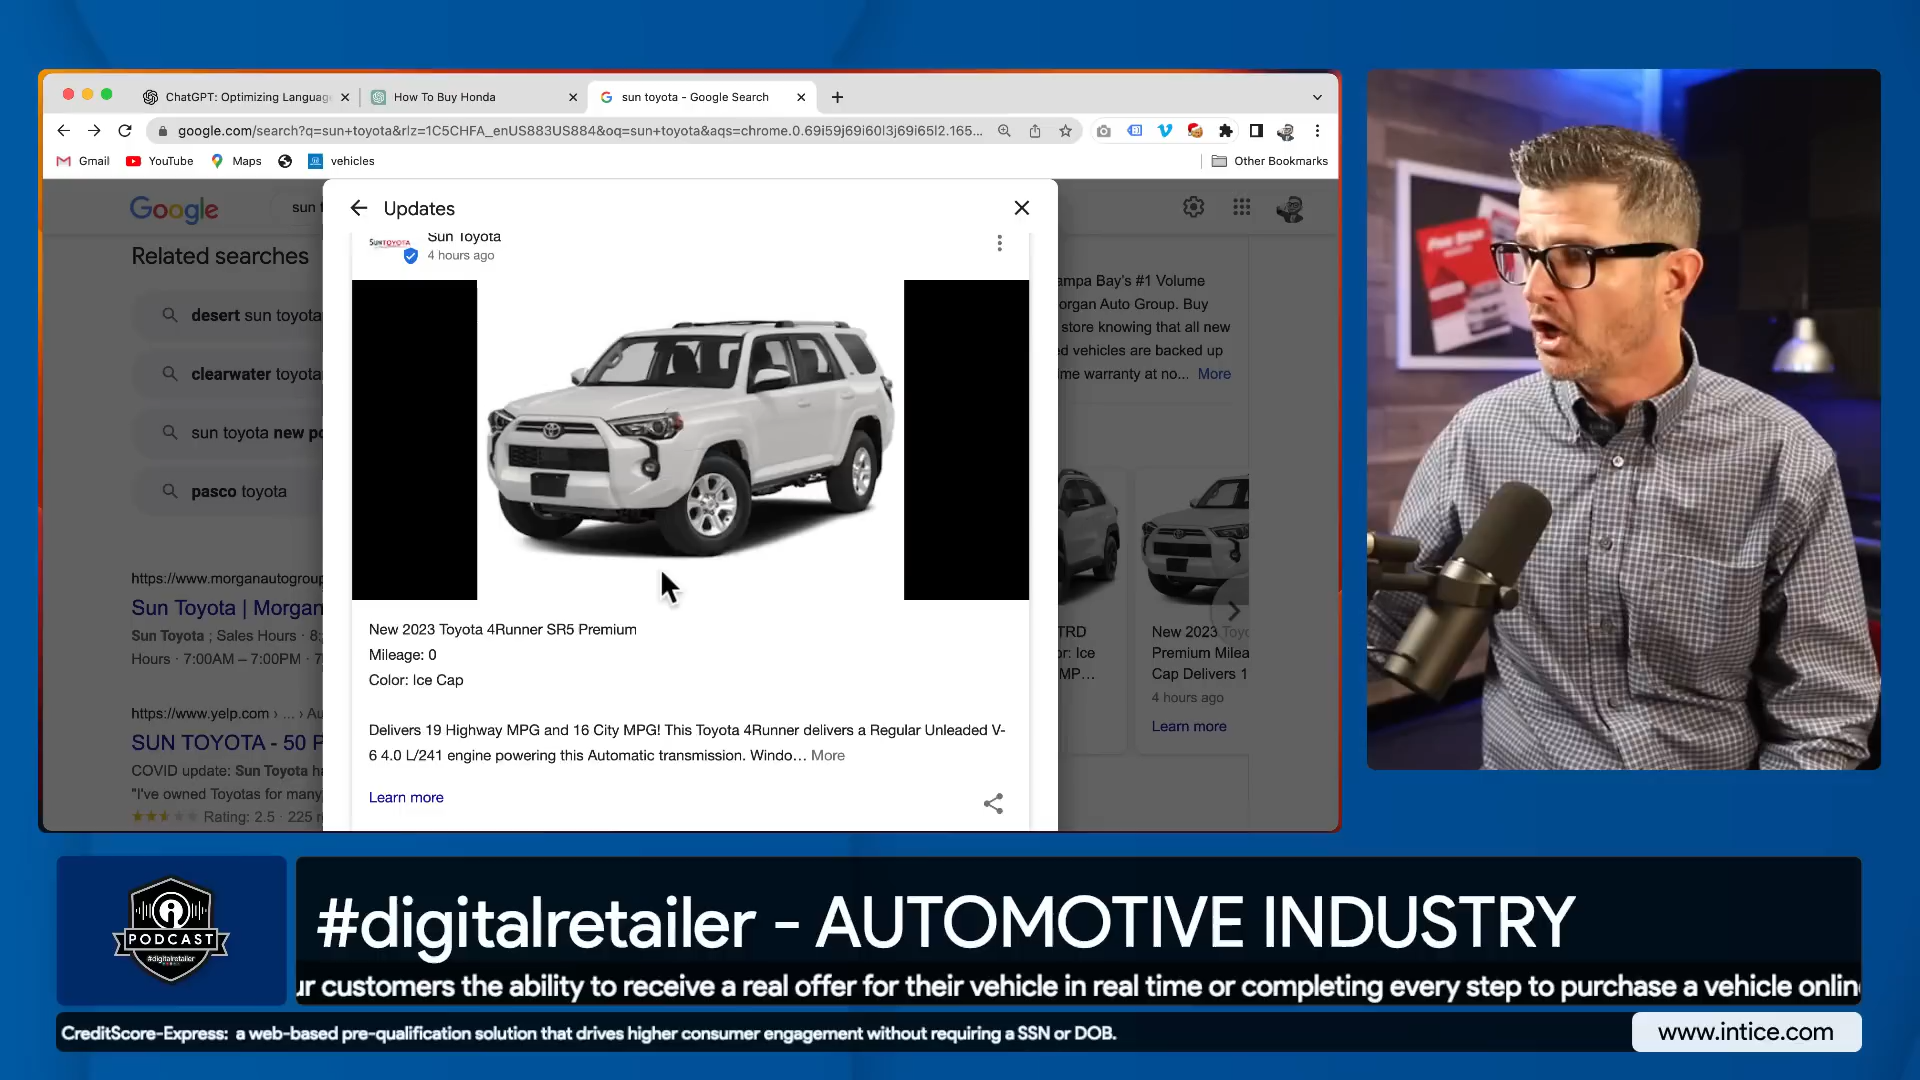 ChatGPT: Optimizing Languag
How To Buy Honda
sun toyota - Google Search
google.com/search?q=sun+toyota&rlz=1C5CHFA_enUS883US884&oq=sun+toyota&aqs=chrome.0.69i59j69i60l3j69i65l2.165...
Gmail
YouTube
Maps
vehicles
Other Bookmarks
Google
sun t
Related searches
desert sun toyota
clearwater toyota
sun toyota new po
pasco toyota
https://www.morganautogroup
Sun Toyota | Morgan
Sun Toyota ; Sales Hours · 8:
Hours · 7:00AM – 7:00PM · 7
https://www.yelp.com › ... › Au
SUN TOYOTA - 50 P
COVID update: Sun Toyota ha
"I've owned Toyotas for many
Rating: 2.5 · 225 r
Updates
SUN TOYOTA
Sun Toyota
4 hours ago
New 2023 Toyota 4Runner SR5 Premium
Mileage: 0
Color: Ice Cap
Delivers 19 Highway MPG and 16 City MPG! This Toyota 4Runner delivers a Regular Unleaded V-
6 4.0 L/241 engine powering this Automatic transmission. Windo... More
Learn more
ampa Bay's #1 Volume
organ Auto Group. Buy
store knowing that all new
d vehicles are backed up
me warranty at no... More
TRD
or: Ice
MP...
New 2023 Toyo
Premium Milea
Cap Delivers 1
4 hours ago
Learn more
PODCAST
#digitalretailer
#digitalretailer - AUTOMOTIVE INDUSTRY
ur customers the ability to receive a real offer for their vehicle in real time or completing every step to purchase a vehicle onlin
CreditScore-Express: a web-based pre-qualification solution that drives higher consumer engagement without requiring a SSN or DOB.
www.intice.com